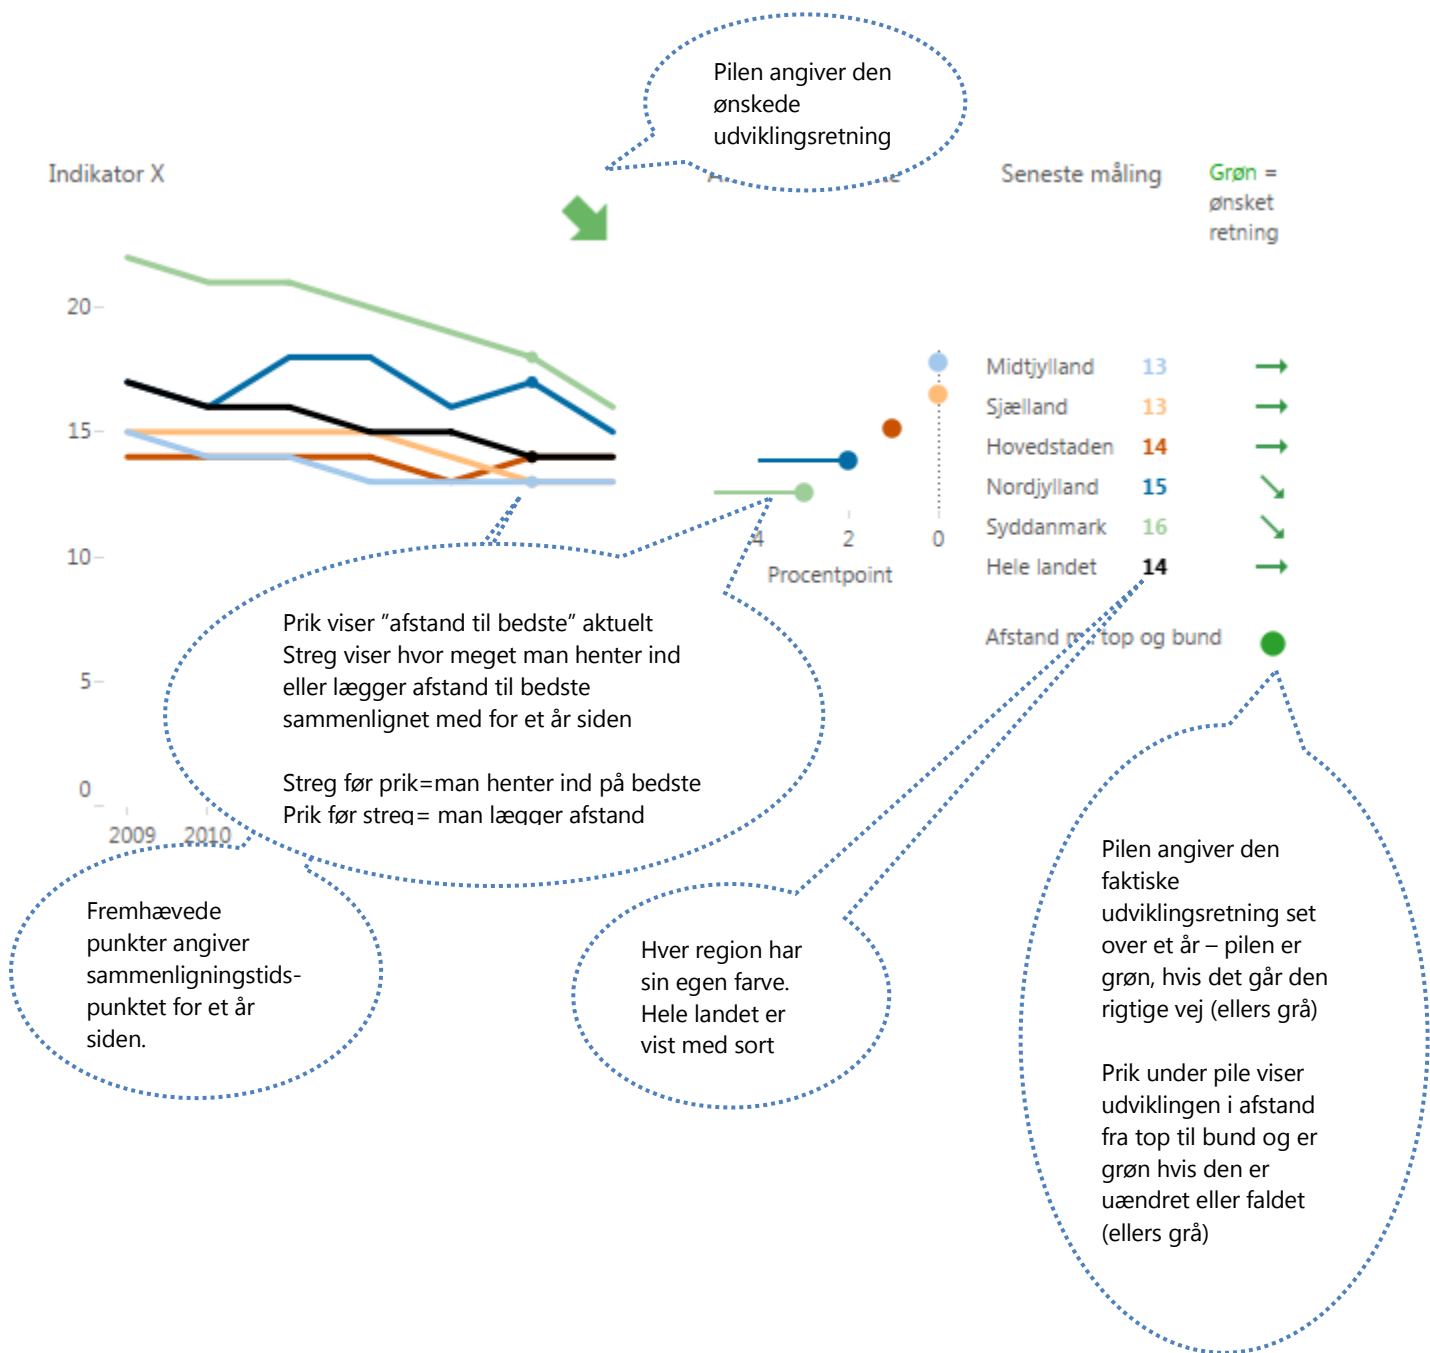 Pilen angiver den
ønskede
udviklingsretning
Indikator X
Seneste måling
Grøn =
ønsket
retning
20
15
10
5
0
2009 2010
4 2 0
Procentpoint
Midtjylland 13
Sjælland 13
Hovedstaden 14
Nordjylland 15
Syddanmark 16
Hele landet 14
Afstand top og bund
Prik viser ”afstand til bedste” aktuelt
Streg viser hvor meget man henter ind
eller lægger afstand til bedste
sammenlignet med for et år siden
Streg før prik=man henter ind på bedste
Prik før streg= man lægger afstand
Fremhævede
punkter angiver
sammenligningstids-
punktet for et år
siden.
Hver region har
sin egen farve.
Hele landet er
vist med sort
Pilen angiver den
faktiske
udviklingsretning set
over et år – pilen er
grøn, hvis det går den
rigtige vej (ellers grå)
Prik under pile viser
udviklingen i afstand
fra top til bund og er
grøn hvis den er
uændret eller faldet
(ellers grå)